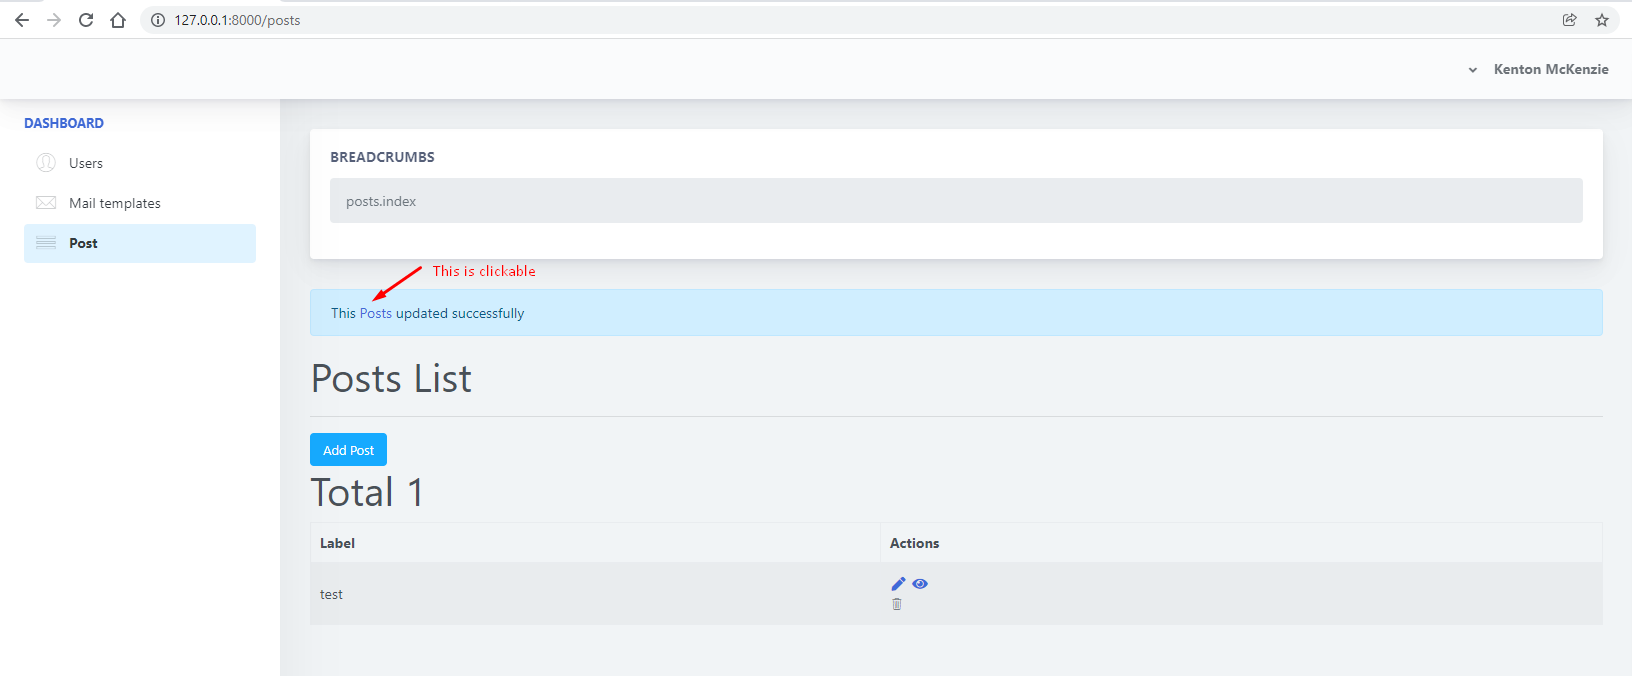 127.0.0.1:8000/posts
Kenton McKenzie
DASHBOARD
Users
Mail templates
Post
BREADCRUMBS
posts.index
This is clickable
This Posts updated successfully
Posts List
Add Post
Total 1
Label Actions
test